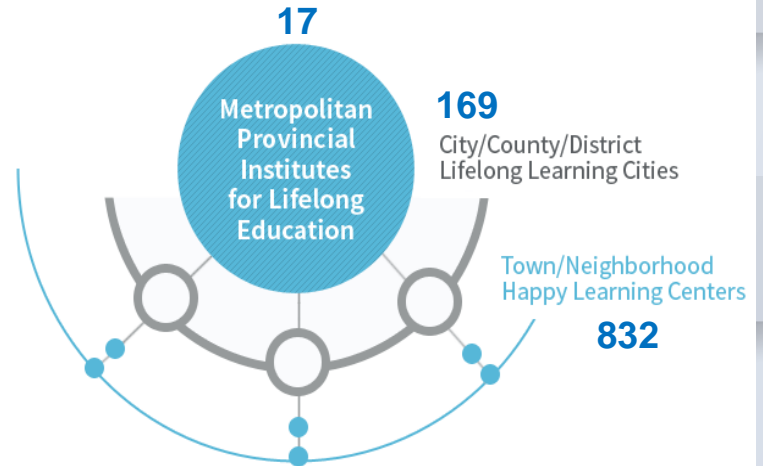 17
Metropolitan
Provincial
Institutes
for Lifelong
Education
169
City/County/District
Lifelong Learning Cities
Town/Neighborhood
Happy Learning Centers
832